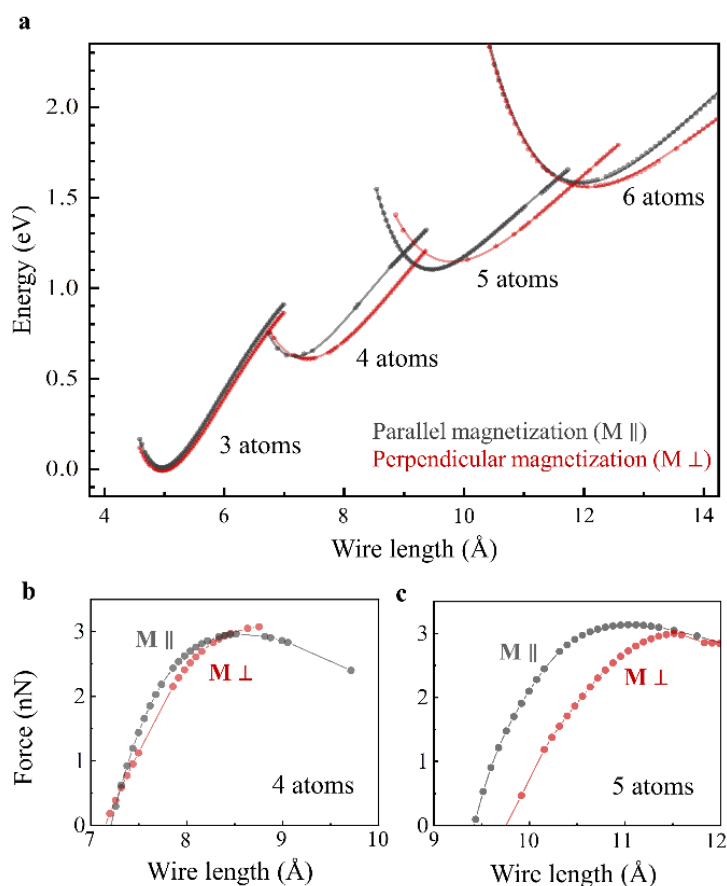 a
2.0
1.5
1.0
0.5
0.0
Energy (eV)
3 atoms
4 atoms
5 atoms
6 atoms
Parallel magnetization (M ∥)
Perpendicular magnetization (M ⊥)
4 6 8 10 12 14
Wire length (Å)
b
3
2
1
0
Force (nN)
M ∥
M ⊥
4 atoms
7 8 9 10
Wire length (Å)
c
3
2
1
0
M ∥
M ⊥
5 atoms
9 10 11 12
Wire length (Å)